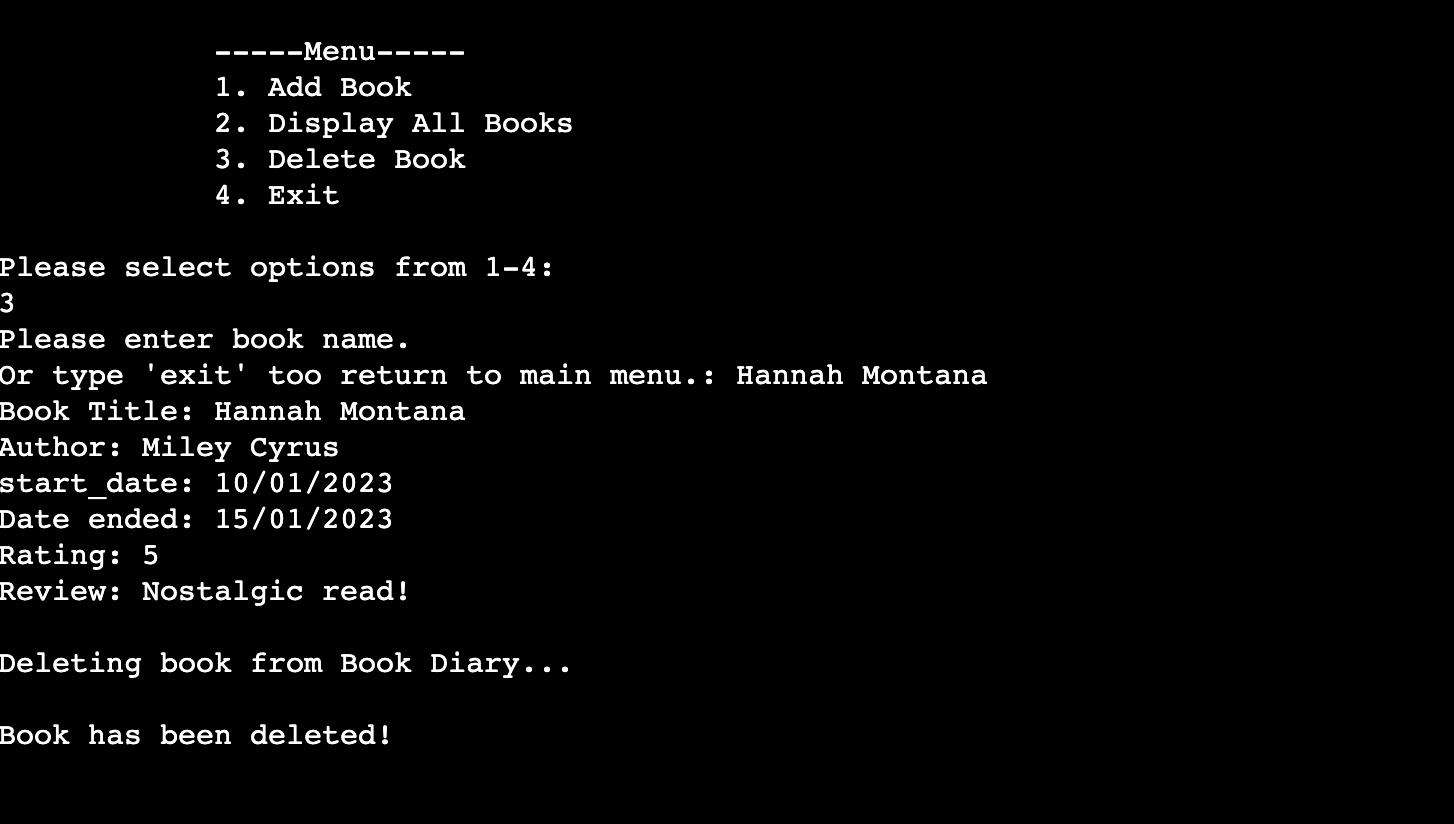 -----Menu-----
1. Add Book
2. Display All Books
3. Delete Book
4. Exit
Please select options from 1-4:
3
Please enter book name.
Or type 'exit' too return to main menu.: Hannah Montana
Book Title: Hannah Montana
Author: Miley Cyrus
start_date: 10/01/2023
Date ended: 15/01/2023
Rating: 5
Review: Nostalgic read!
Deleting book from Book Diary...
Book has been deleted!